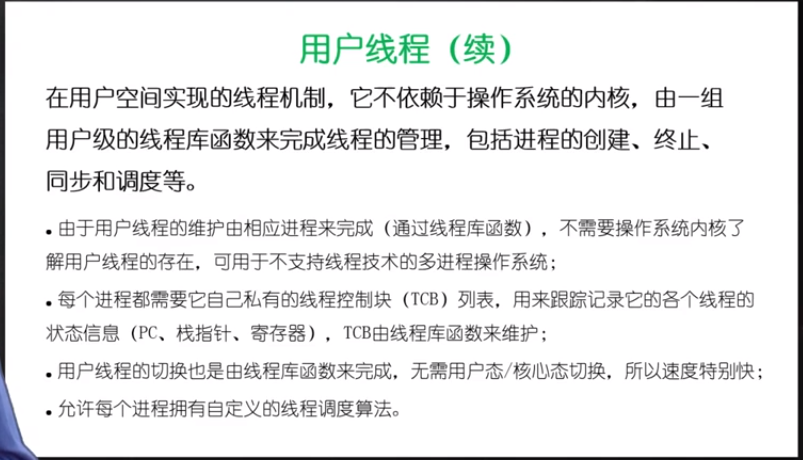 用户线程（续）
在用户空间实现的线程机制，它不依赖于操作系统的内核，由一组
用户级的线程库函数来完成线程的管理，包括进程的创建、终止、
同步和调度等。
• 由于用户线程的维护由相应进程来完成（通过线程库函数），不需要操作系统内核了
解用户线程的存在，可用于不支持线程技术的多进程操作系统；
• 每个进程都需要它自己私有的线程控制块（TCB）列表，用来跟踪记录它的各个线程的
状态信息（PC、栈指针、寄存器），TCB由线程库函数来维护；
• 用户线程的切换也是由线程库函数来完成，无需用户态/核心态切换，所以速度特别快；
• 允许每个进程拥有自定义的线程调度算法。